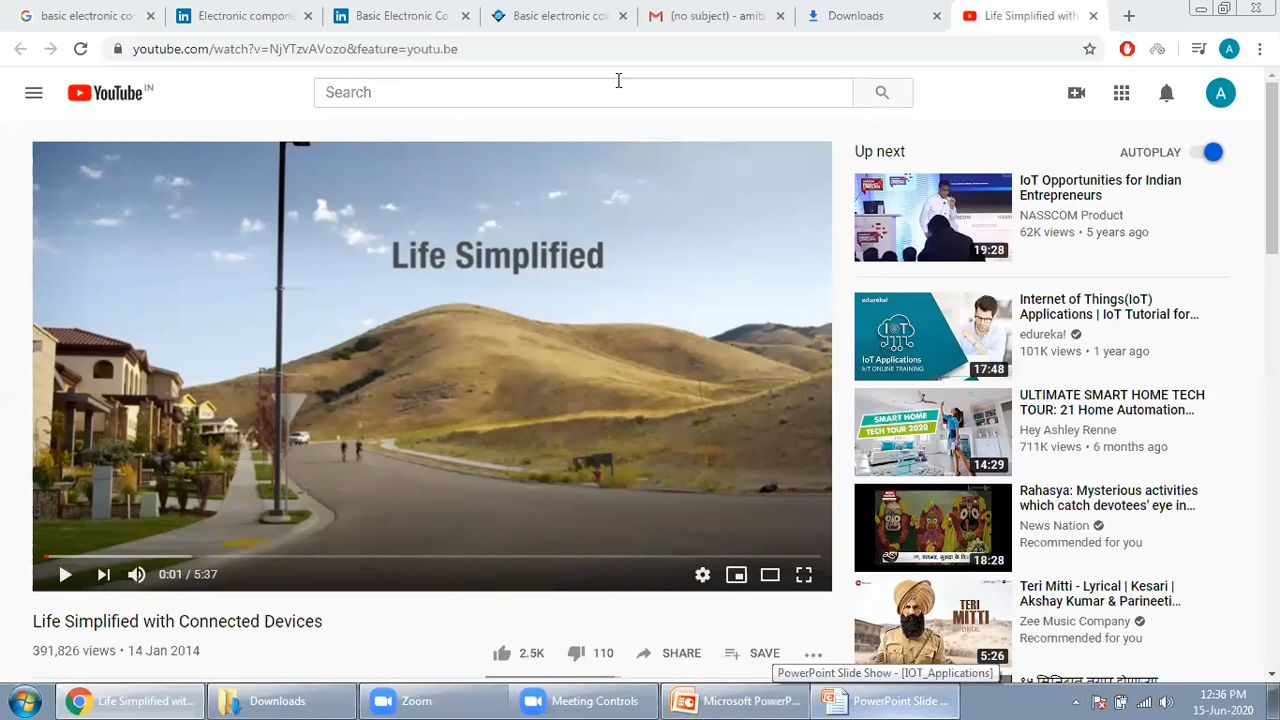 basic electronic co
Electronic compone
Basic Electronic co
Basic electronic co
(no subject) - amits
Downloads
Life Simplified with
youtube.com/watch?v=NjYTzvAVozo&feature=youtu.be
A
YouTube IN
Search
A
Life Simplified
0:01 / 5:37
Life Simplified with Connected Devices
391,826 views • 14 Jan 2014
2.5K
110
SHARE
SAVE
Up next
AUTOPLAY
19:28
IoT Opportunities for Indian
Entrepreneurs
NASSCOM Product
62K views • 5 years ago
edureka!
IOT
IoT Applications
IoT ONLINE TRAINING
17:48
Internet of Things(IoT)
Applications | IoT Tutorial for...
edureka!
101K views • 1 year ago
SMART HOME
TECH TOUR 2020
14:29
ULTIMATE SMART HOME TECH
TOUR: 21 Home Automation...
Hey Ashley Renne
711K views • 6 months ago
18:28
Rahasya: Mysterious activities
which catch devotees' eye in...
News Nation
Recommended for you
TERI
MITTI
LYRICAL
5:26
Teri Mitti - Lyrical | Kesari |
Akshay Kumar & Parineeti...
Zee Music Company
Recommended for you
PowerPoint Slide Show - [IOT_Applications]
Life Simplified wit...
Downloads
Zoom
Meeting Controls
Microsoft PowerP...
PowerPoint Slide ...
12:36 PM
15-Jun-2020